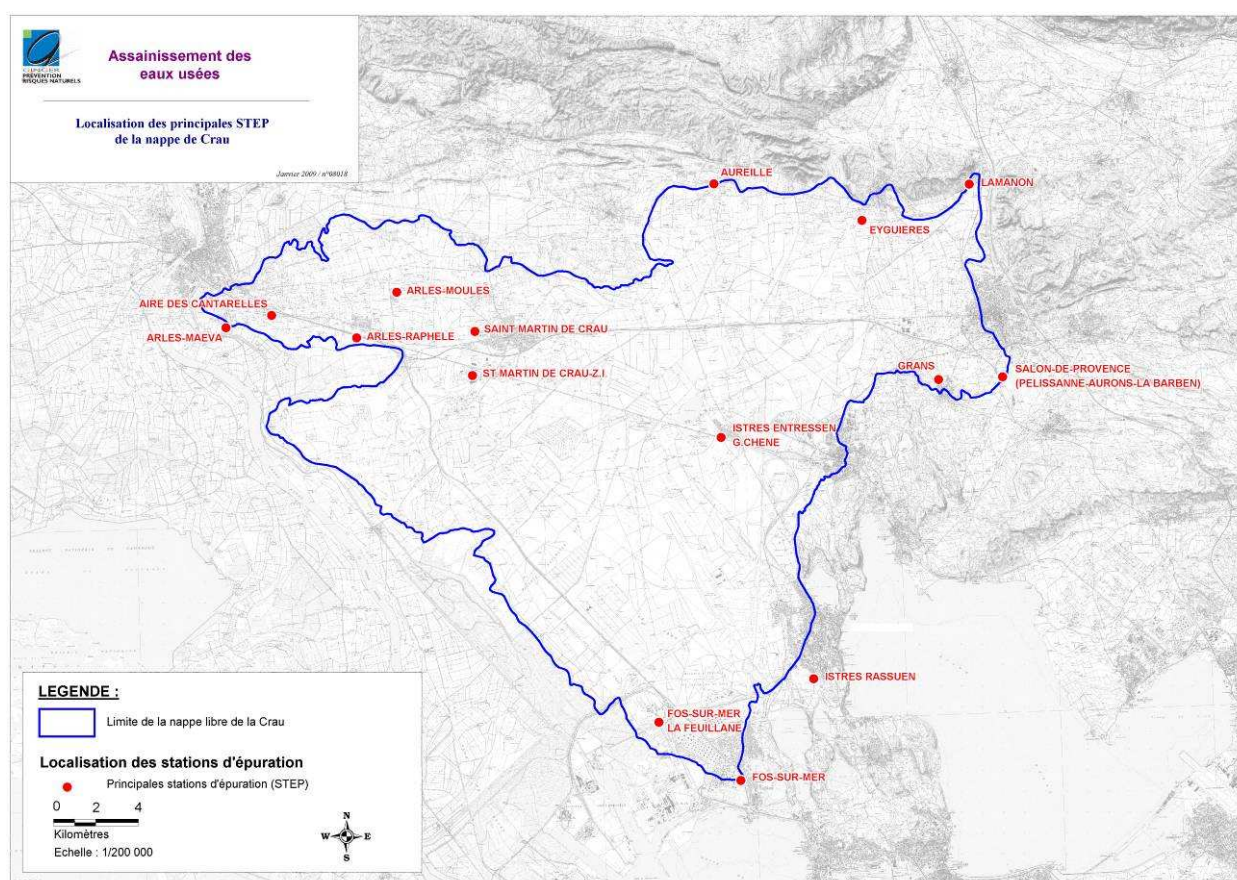 GINGER
PRÉVENTION
RISQUES NATURELS
Assainissement des
eaux usées
Localisation des principales STEP
de la nappe de Crau
Janvier 2009 / n°08018
AUREILLE
LAMANON
EYGUIERES
ARLES-MOULES
AIRE DES CANTARELLES
ARLES-MAEVA
ARLES-RAPHELE
SAINT MARTIN DE CRAU
ST MARTIN DE CRAU-Z.I
GRANS
SALON-DE-PROVENCE
(PELISSANNE-AURONS-LA BARBEN)
ISTRES ENTRESSEN
G.CHENE
ISTRES RASSUEN
FOS-SUR-MER
LA FEUILLANE
FOS-SUR-MER
LEGENDE :
Limite de la nappe libre de la Crau
Localisation des stations d'épuration
Principales stations d'épuration (STEP)
0 2 4
Kilomètres
Echelle : 1/200 000
N
W E
S